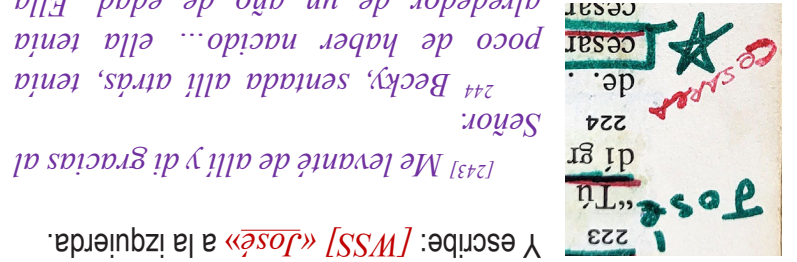 Y escribe: [WSS] «José» a la izquierda.
[243] Me levanté de allí y di gracias al
Señor.
244 Becky, sentada allí atrás, tenía
poco de haber nacido… ella tenía
alrededor de un año de edad. Ella
223
José
“Tú
dí gr
224
Cesarea
de. .
cesar
cesar